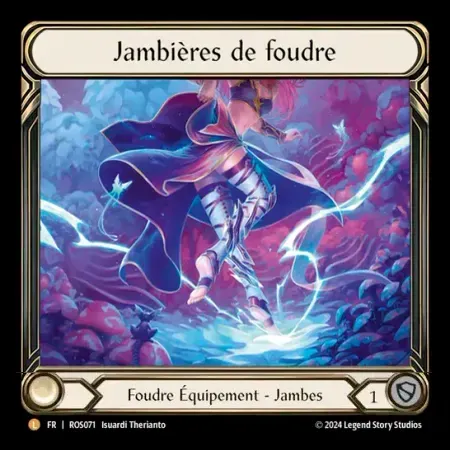 Jambières de foudre
Foudre Équipement - Jambes
1
L FR | ROS071 Isuardi Therianto
© 2024 Legend Story Studios